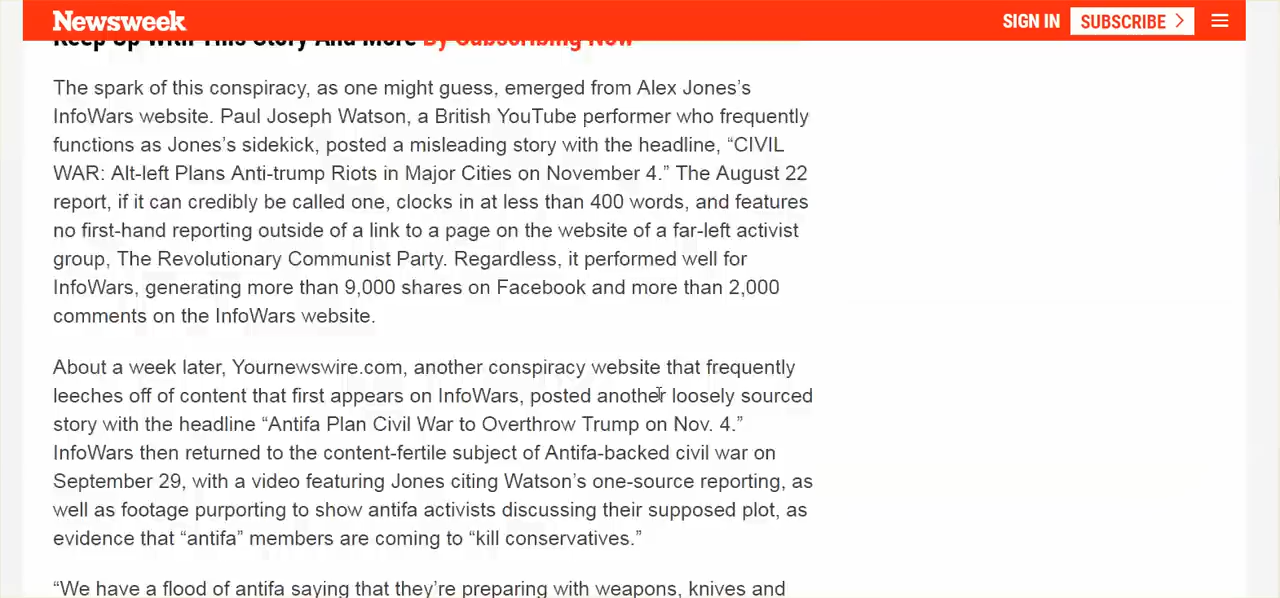 Newsweek
SIGN IN
SUBSCRIBE
Keep Up With This Story And More By Subscribing Now
The spark of this conspiracy, as one might guess, emerged from Alex Jones’s
InfoWars website. Paul Joseph Watson, a British YouTube performer who frequently
functions as Jones’s sidekick, posted a misleading story with the headline, “CIVIL
WAR: Alt-left Plans Anti-trump Riots in Major Cities on November 4.” The August 22
report, if it can credibly be called one, clocks in at less than 400 words, and features
no first-hand reporting outside of a link to a page on the website of a far-left activist
group, The Revolutionary Communist Party. Regardless, it performed well for
InfoWars, generating more than 9,000 shares on Facebook and more than 2,000
comments on the InfoWars website.
About a week later, Yournewswire.com, another conspiracy website that frequently
leeches off of content that first appears on InfoWars, posted another loosely sourced
story with the headline “Antifa Plan Civil War to Overthrow Trump on Nov. 4.”
InfoWars then returned to the content-fertile subject of Antifa-backed civil war on
September 29, with a video featuring Jones citing Watson’s one-source reporting, as
well as footage purporting to show antifa activists discussing their supposed plot, as
evidence that “antifa” members are coming to “kill conservatives.”
“We have a flood of antifa saying that they’re preparing with weapons, knives and